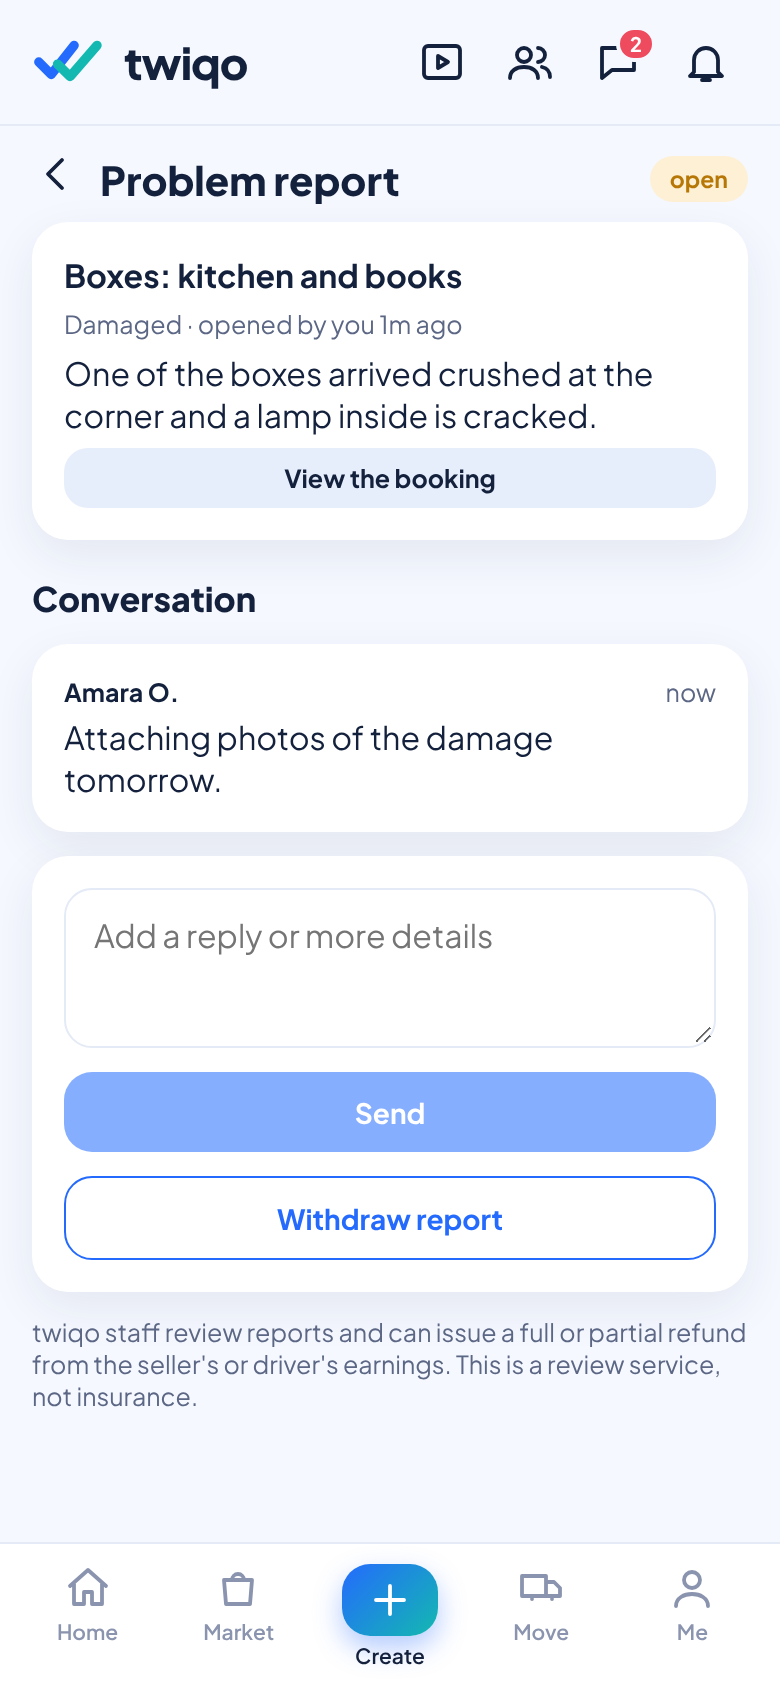 twiqo
2
Problem report
open
Boxes: kitchen and books
Damaged · opened by you 1m ago
One of the boxes arrived crushed at the
corner and a lamp inside is cracked.
View the booking
Conversation
Amara O.
now
Attaching photos of the damage
tomorrow.
Add a reply or more details
Send
Withdraw report
twiqo staff review reports and can issue a full or partial refund
from the seller's or driver's earnings. This is a review service,
not insurance.
Home
Market
Create
Move
Me